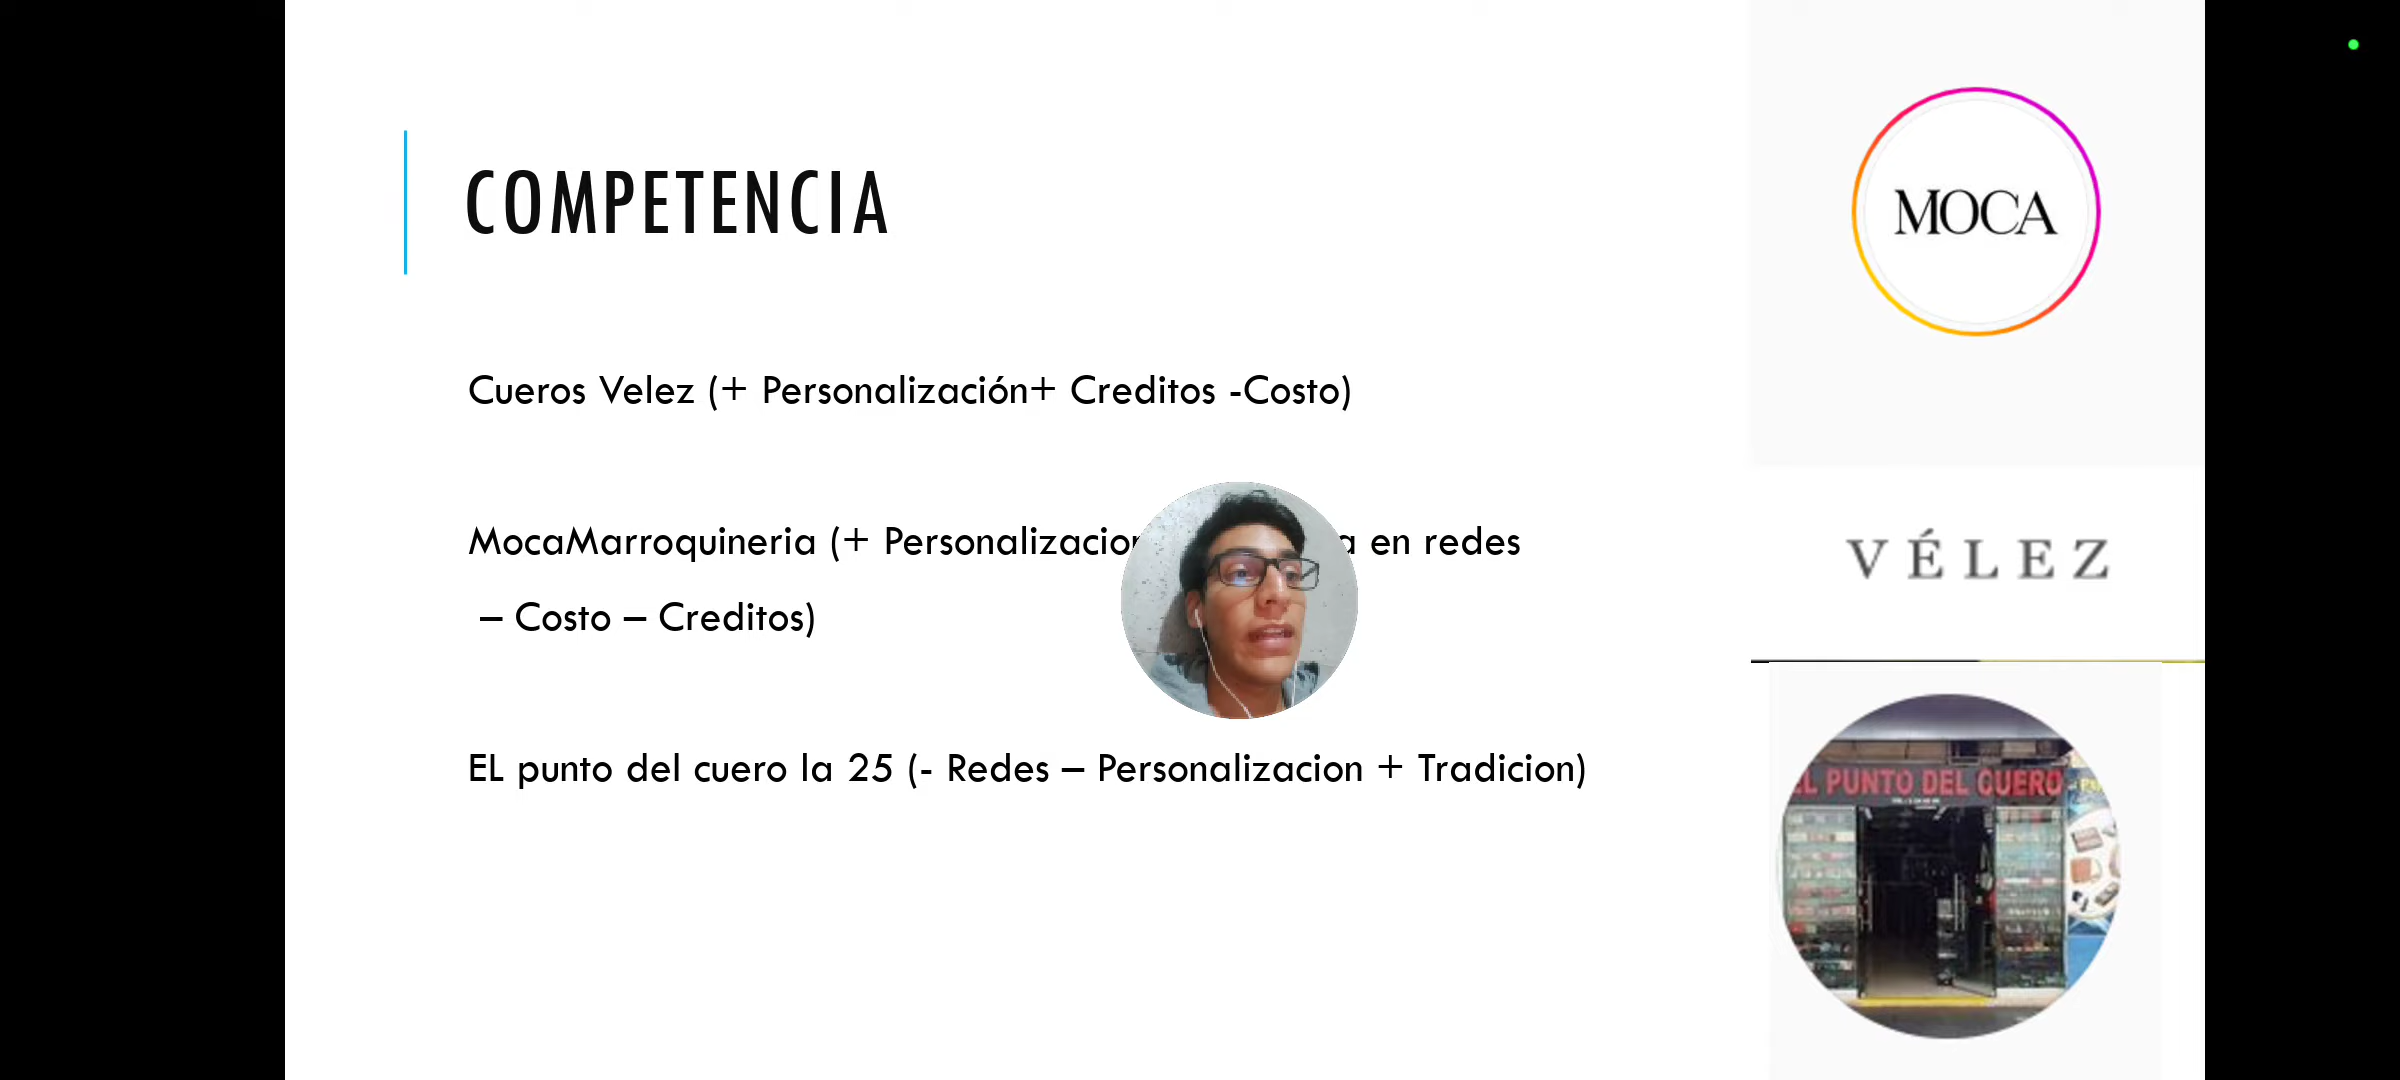 COMPETENCIA
MOCA
Cueros Velez (+ Personalización+ Creditos -Costo)
MocaMarroquineria (+ en redes
– Costo – Creditos)
VÉLEZ
EL punto del cuero la 25 (- Redes – Personalizacion + Tradicion)
EL PUNTO DEL CUERO